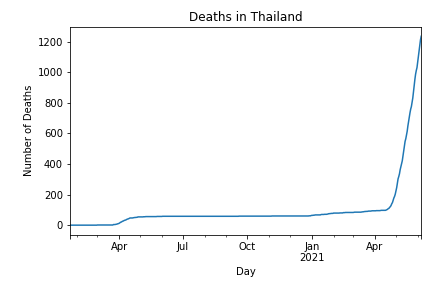 Deaths in Thailand
1200
1000
800
600
400
200
0
Number of Deaths
Apr
Jul
Oct
Jan
2021
Apr
Day